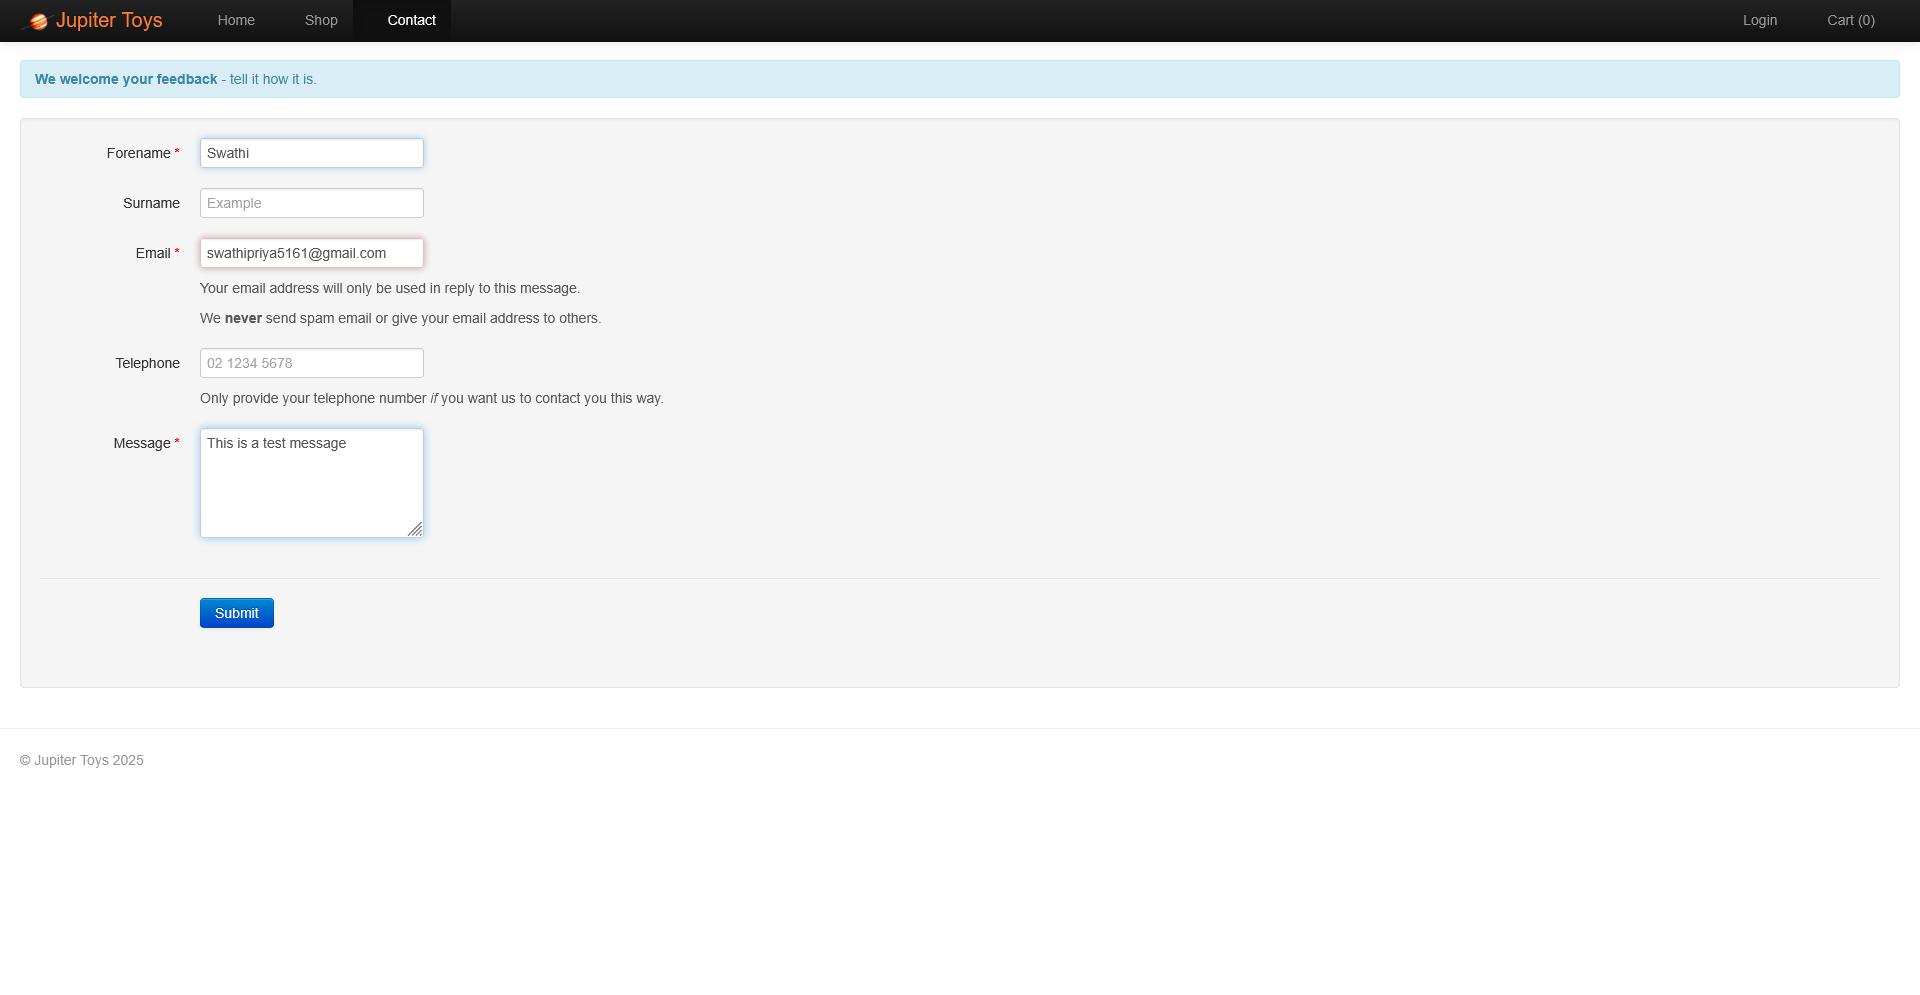 Jupiter Toys Home Shop Contact Login Cart (0)
We welcome your feedback - tell it how it is.
Forename * Swathi
Surname Example
Email * swathipriya5161@gmail.com
Your email address will only be used in reply to this message.
We never send spam email or give your email address to others.
Telephone 02 1234 5678
Only provide your telephone number if you want us to contact you this way.
Message * This is a test message
Submit
© Jupiter Toys 2025